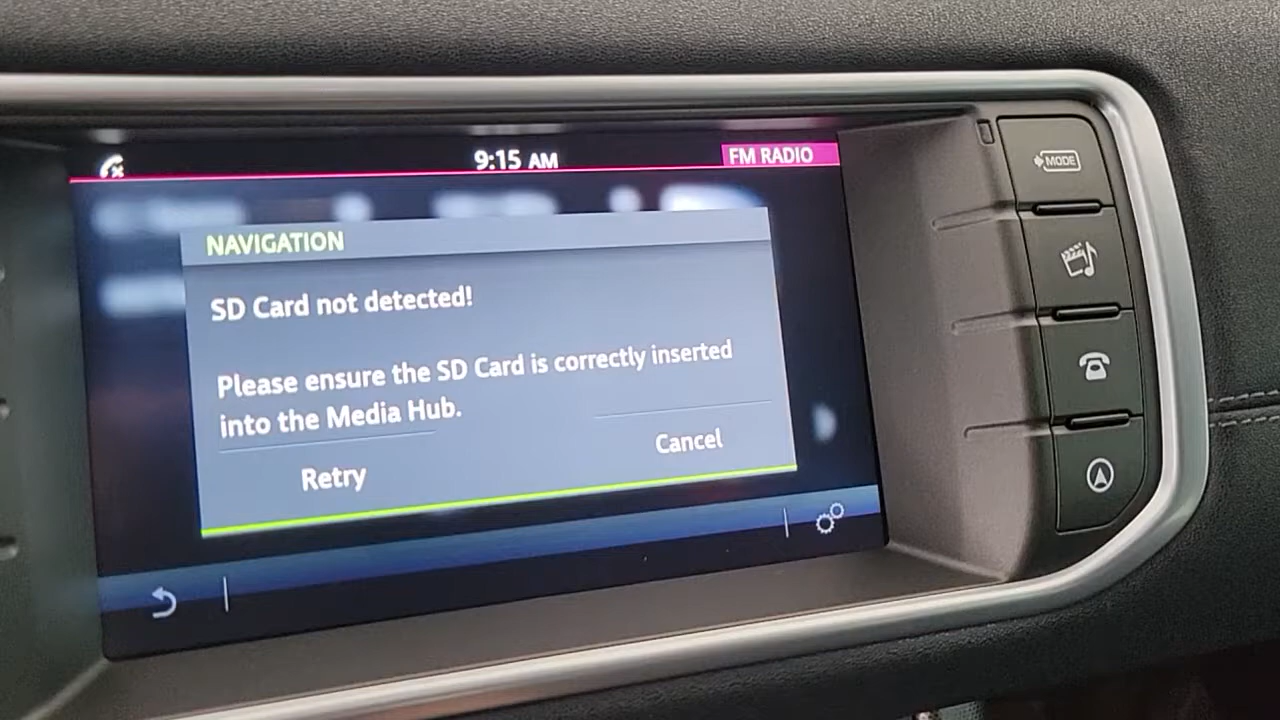 9:15 AM
FM RADIO
MODE
NAVIGATION
SD Card not detected!
Please ensure the SD Card is correctly inserted
into the Media Hub.
Retry
Cancel